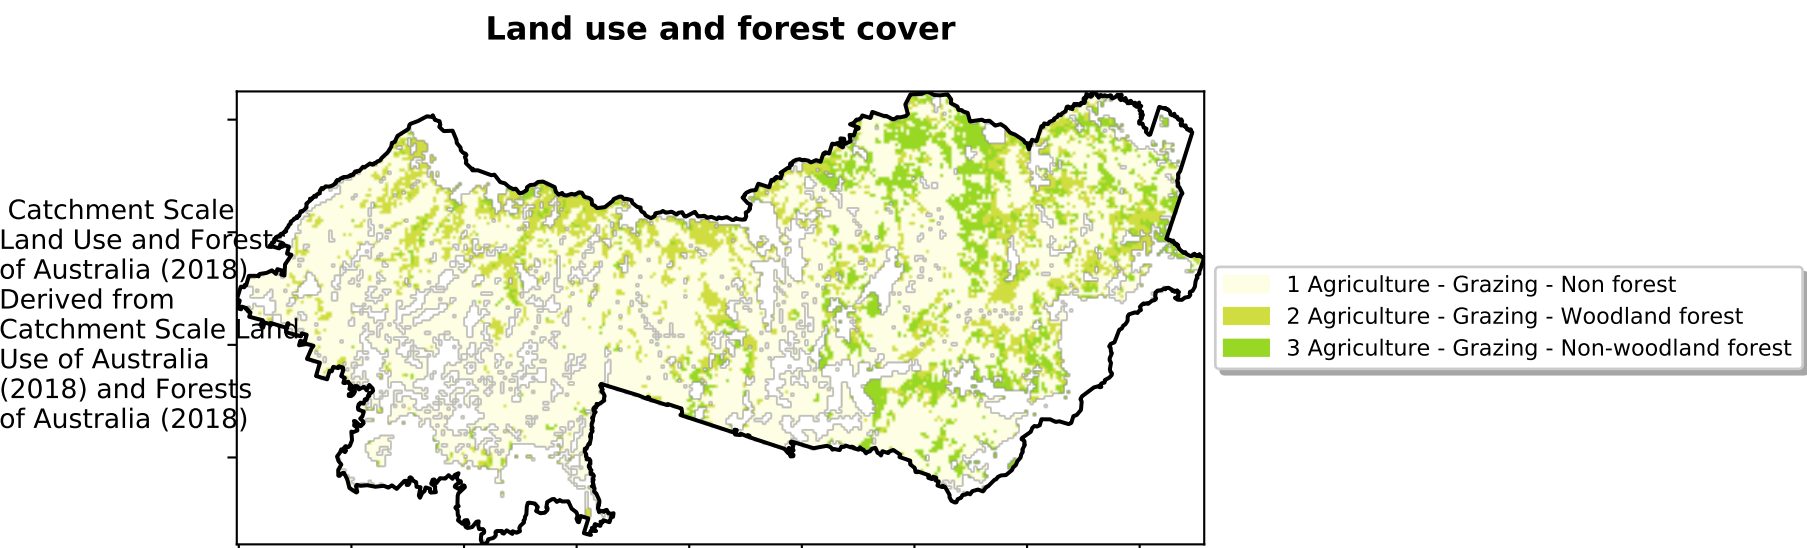 Land use and forest cover
Catchment Scale
Land Use and Forests
of Australia (2018)
Derived from
Catchment Scale Land
Use of Australia
(2018) and Forests
of Australia (2018)
1 Agriculture - Grazing - Non forest
2 Agriculture - Grazing - Woodland forest
3 Agriculture - Grazing - Non-woodland forest